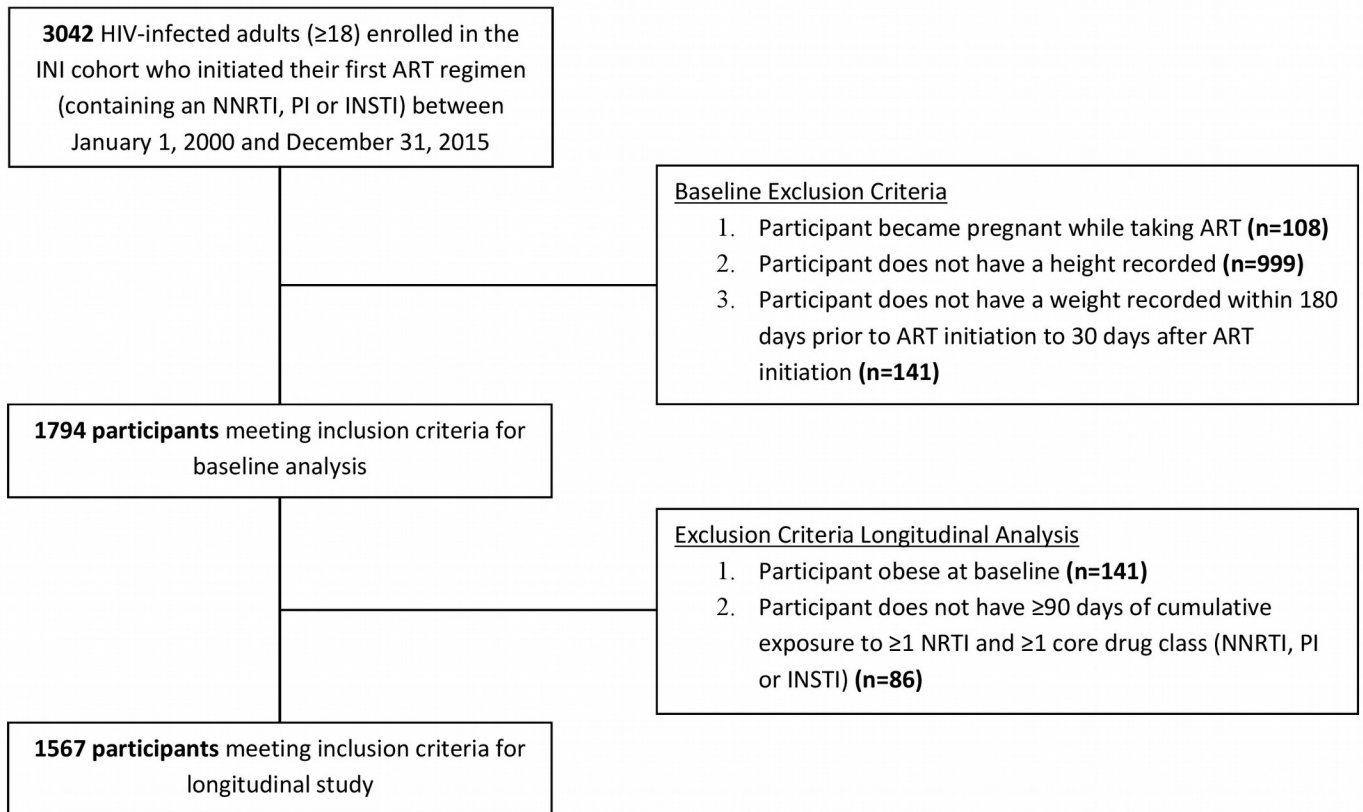 3042 HIV-infected adults (≥18) enrolled in the
INI cohort who initiated their first ART regimen
(containing an NNRTI, PI or INSTI) between
January 1, 2000 and December 31, 2015
Baseline Exclusion Criteria
1. Participant became pregnant while taking ART (n=108)
2. Participant does not have a height recorded (n=999)
3. Participant does not have a weight recorded within 180
days prior to ART initiation to 30 days after ART
initiation (n=141)
1794 participants meeting inclusion criteria for
baseline analysis
Exclusion Criteria Longitudinal Analysis
1. Participant obese at baseline (n=141)
2. Participant does not have ≥90 days of cumulative
exposure to ≥1 NRTI and ≥1 core drug class (NNRTI, PI
or INSTI) (n=86)
1567 participants meeting inclusion criteria for
longitudinal study